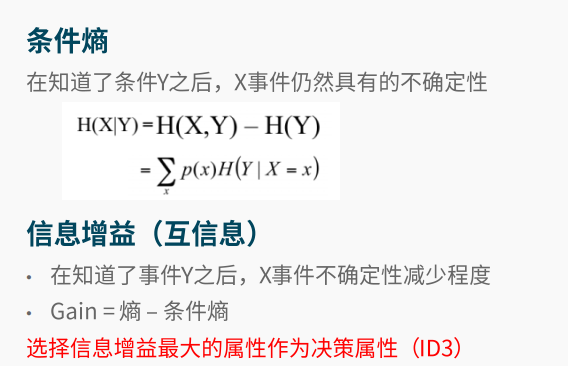 条件熵
在知道了条件Y之后，X事件仍然具有的不确定性
H(X|Y)=H(X,Y) – H(Y)
= ∑ p(x)H(Y | X = x)
x
信息增益（互信息）
• 在知道了事件Y之后，X事件不确定性减少程度
• Gain = 熵 – 条件熵
选择信息增益最大的属性作为决策属性（ID3）